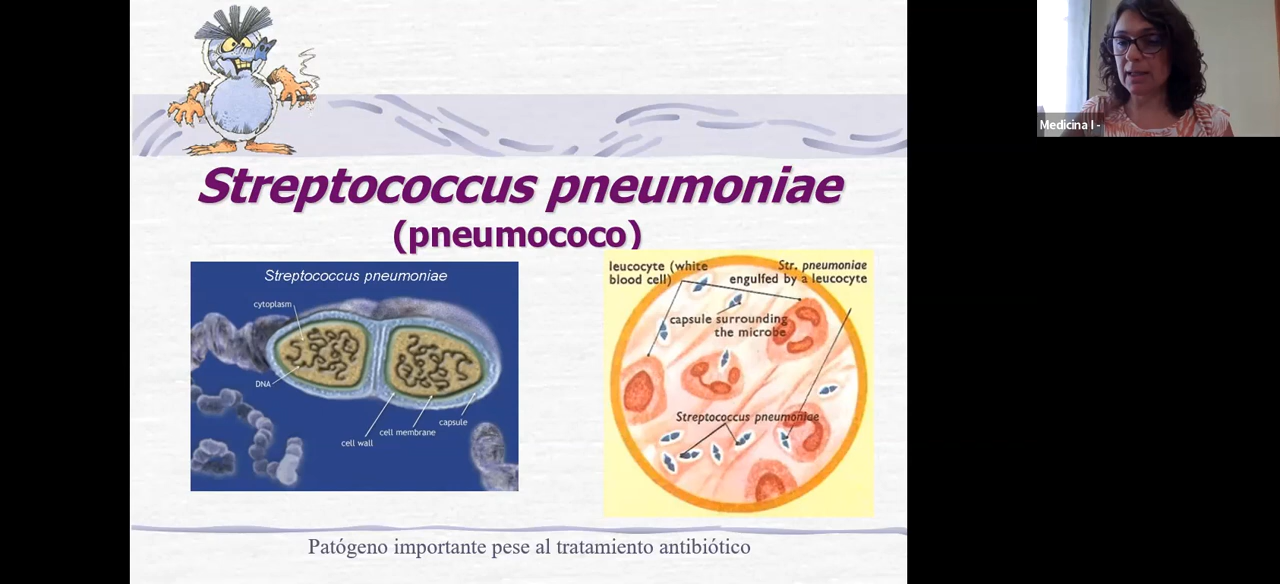 Medicina I -
Streptococcus pneumoniae
(pneumococo)
Streptococcus pneumoniae
cytoplasm
DNA
cell wall
cell membrane
capsule
leucocyte (white
blood cell)
Str. pneumoniae
engulfed by a leucocyte
capsule surrounding
the microbe
Streptococcus pneumoniae
Patógeno importante pese al tratamiento antibiótico